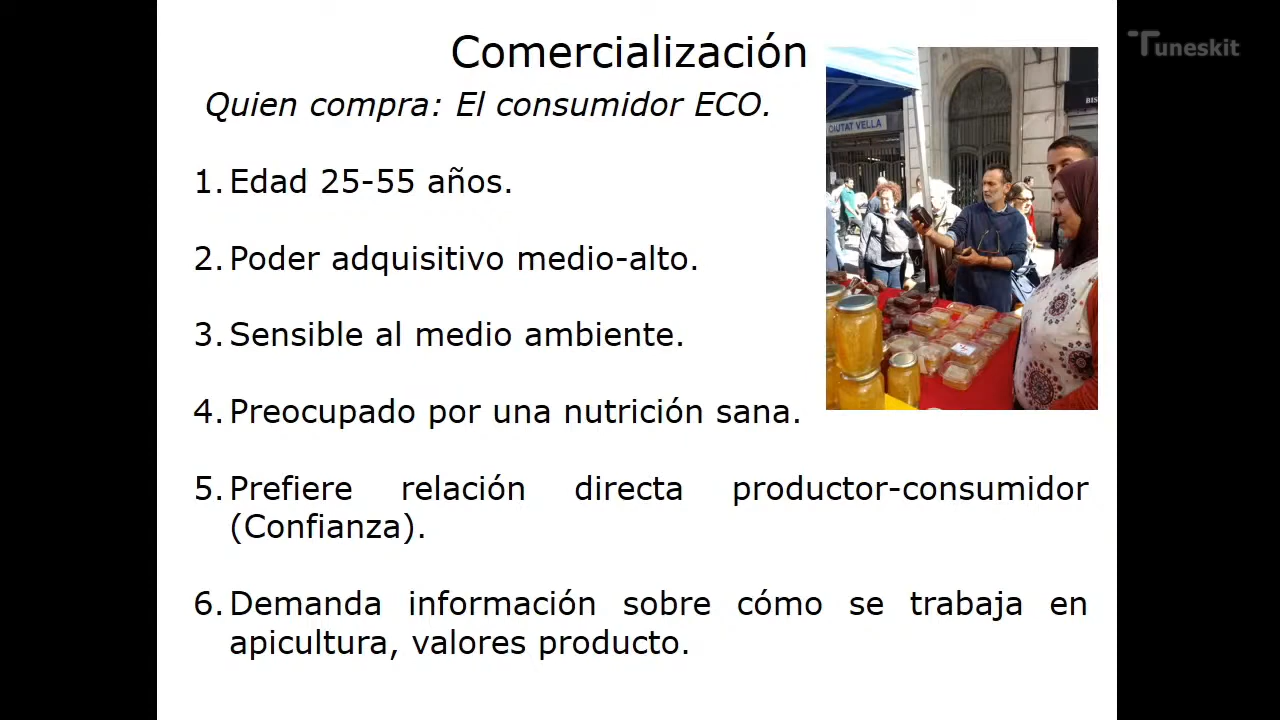 Comercialización
Tuneskit
Quien compra: El consumidor ECO.
CIUTAT VELLA
BIS
1. Edad 25-55 años.
2. Poder adquisitivo medio-alto.
3. Sensible al medio ambiente.
4. Preocupado por una nutrición sana.
5. Prefiere relación directa productor-consumidor
(Confianza).
6. Demanda información sobre cómo se trabaja en
apicultura, valores producto.